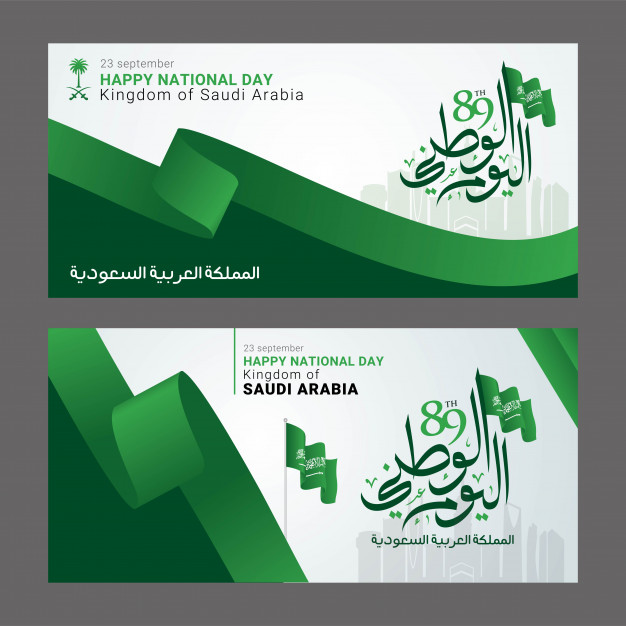 23 september
HAPPY NATIONAL DAY
Kingdom of Saudi Arabia
89TH
اليوم الوطني
المملكة العربية السعودية
23 september
HAPPY NATIONAL DAY
Kingdom of
SAUDI ARABIA
89TH
اليوم الوطني
المملكة العربية السعودية